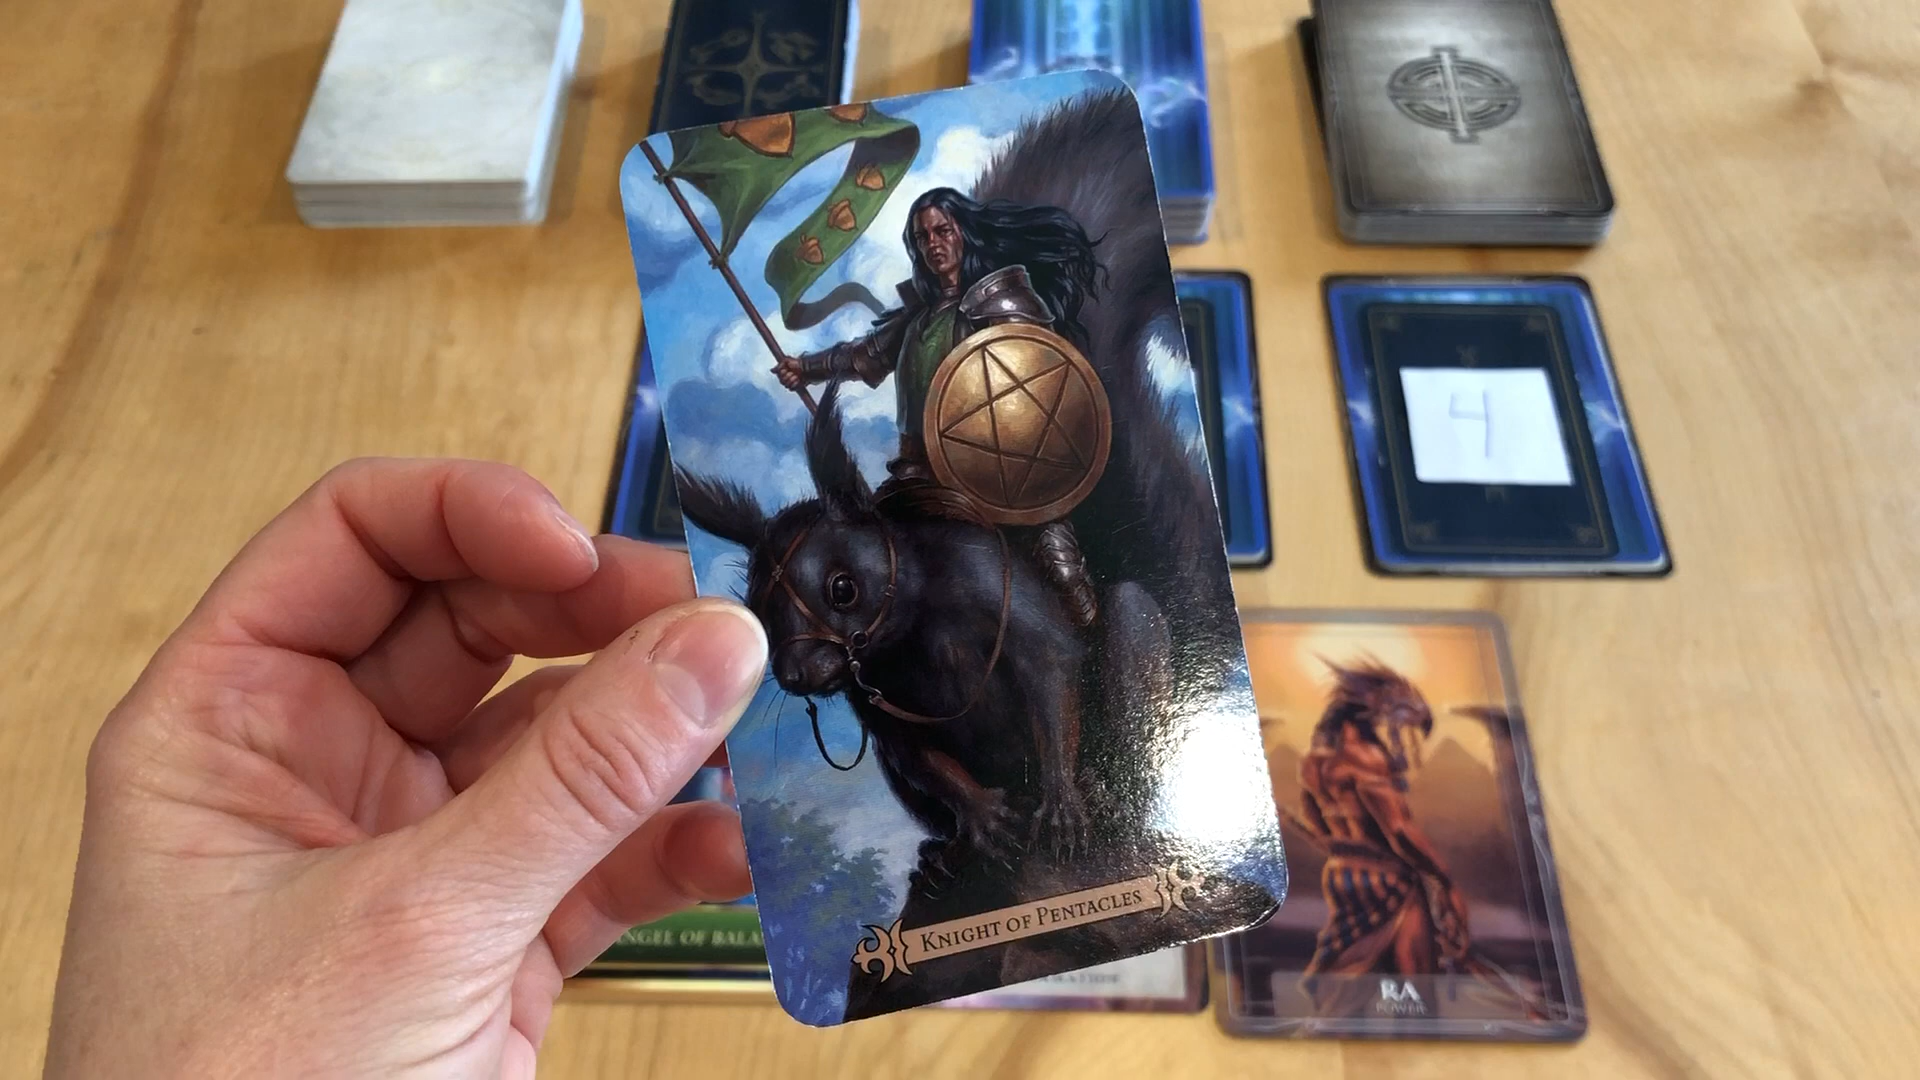 4
KNIGHT OF PENTACLES
ANGEL OF BALA
RA
POWER